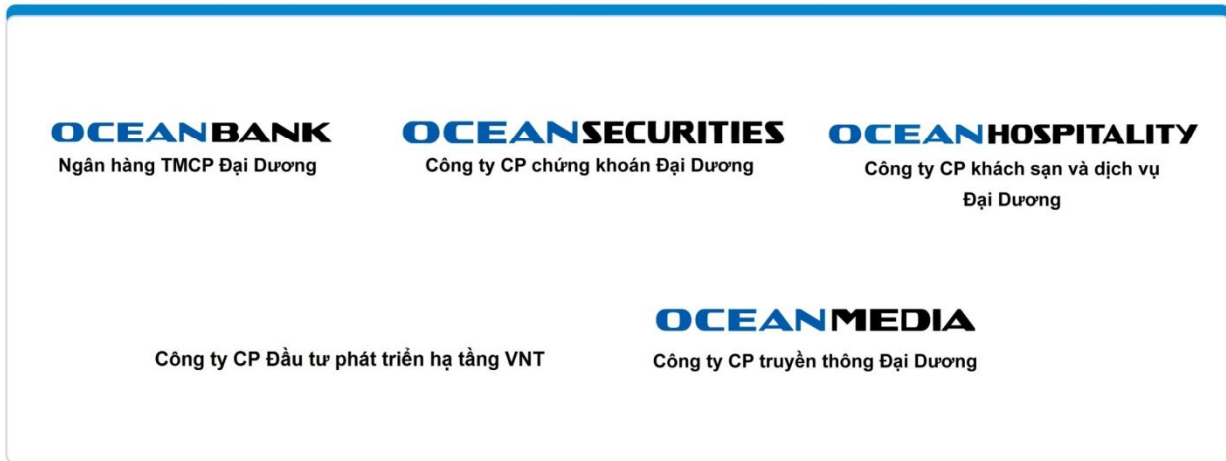 OCEANBANK
Ngân hàng TMCP Đại Dương
OCEANSECURITIES
Công ty CP chứng khoán Đại Dương
OCEANHOSPITALITY
Công ty CP khách sạn và dịch vụ
Đại Dương
Công ty CP Đầu tư phát triển hạ tầng VNT
OCEANMEDIA
Công ty CP truyền thông Đại Dương